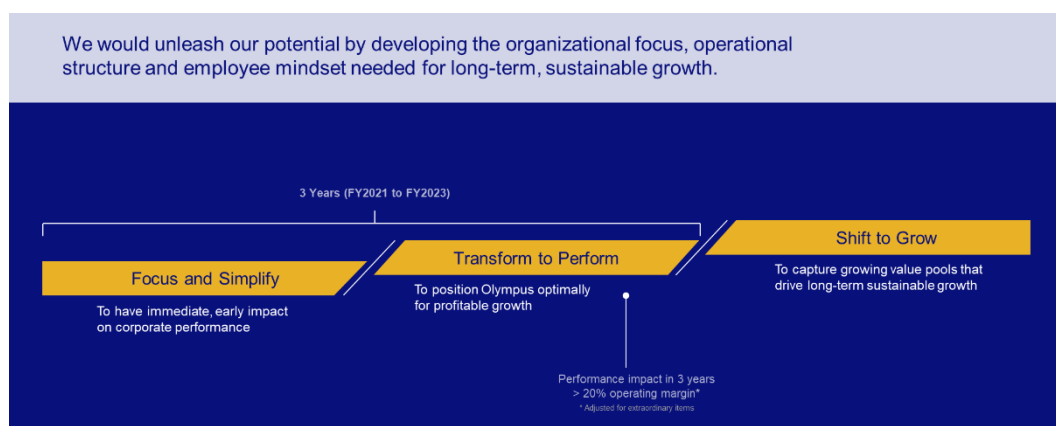 We would unleash our potential by developing the organizational focus, operational
structure and employee mindset needed for long-term, sustainable growth.
3 Years (FY2021 to FY2023)
Focus and Simplify
To have immediate, early impact
on corporate performance
Transform to Perform
To position Olympus optimally
for profitable growth
Performance impact in 3 years
> 20% operating margin*
* Adjusted for extraordinary items
Shift to Grow
To capture growing value pools that
drive long-term sustainable growth